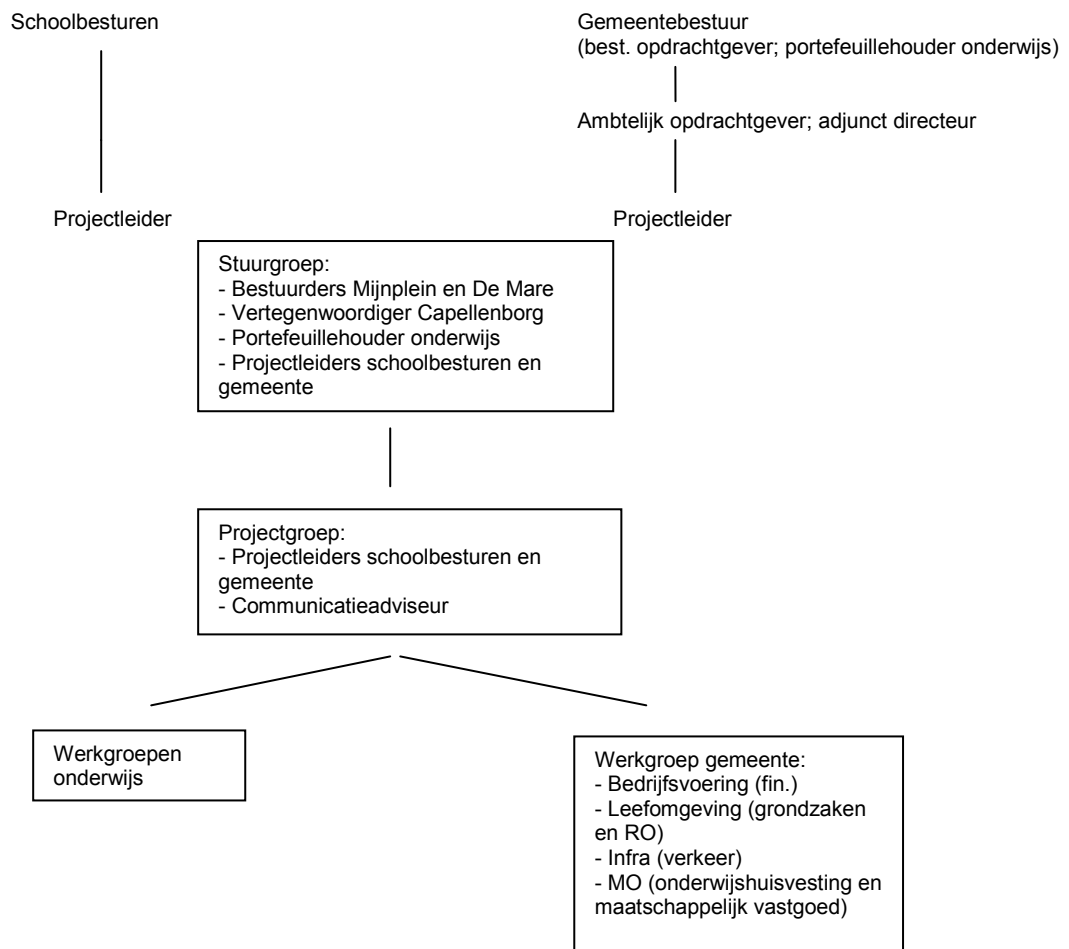 Schoolbesturen
Gemeentebestuur
(best. opdrachtgever; portefeuillehouder onderwijs)
Ambtelijk opdrachtgever; adjunct directeur
Projectleider
Projectleider
Stuurgroep:
- Bestuurders Mijnplein en De Mare
- Vertegenwoordiger Capellenborg
- Portefeuillehouder onderwijs
- Projectleiders schoolbesturen en
gemeente
Projectgroep:
- Projectleiders schoolbesturen en
gemeente
- Communicatieadviseur
Werkgroepen
onderwijs
Werkgroep gemeente:
- Bedrijfsvoering (fin.)
- Leefomgeving (grondzaken
en RO)
- Infra (verkeer)
- MO (onderwijshuisvesting en
maatschappelijk vastgoed)